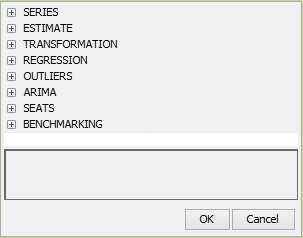 SERIES
ESTIMATE
TRANSFORMATION
REGRESSION
OUTLIERS
ARIMA
SEATS
BENCHMARKING
OK Cancel